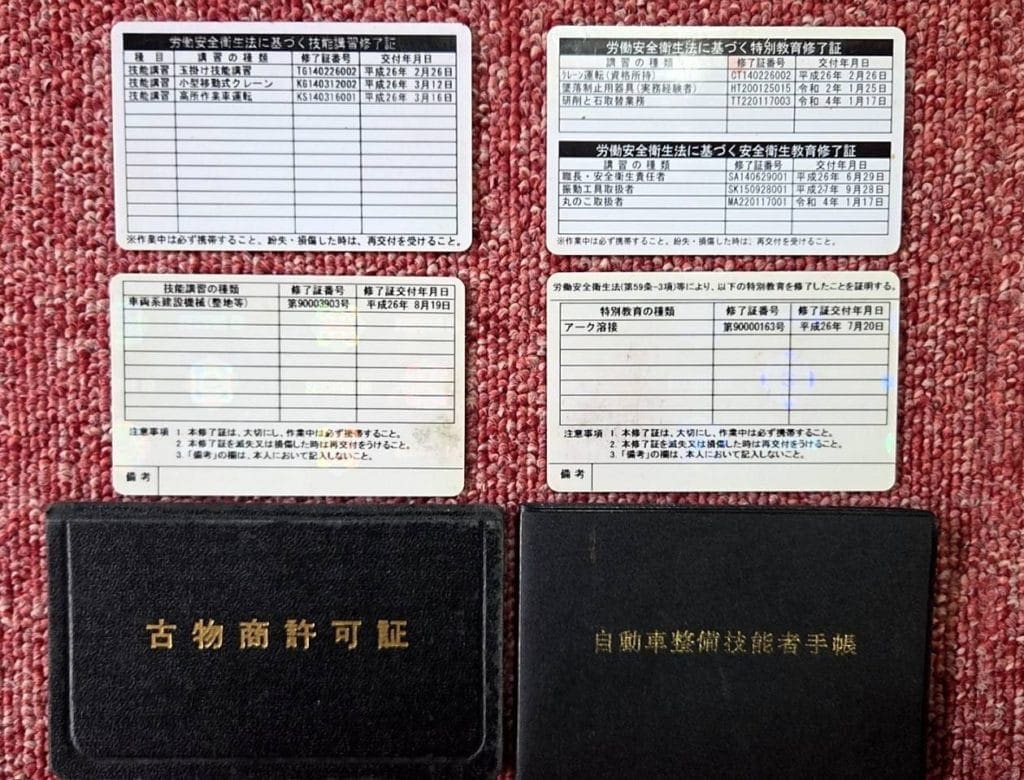 労働安全衛生法に基づく技能講習修了証
種 目 講 習 の 種 類 修了証番号 交付年月日
技能講習 玉掛け技能講習 TG140226002 平成26年 2月26日
技能講習 小型移動式クレーン KG140312002 平成26年 3月12日
技能講習 高所作業車運転 KS140316001 平成26年 3月16日
※作業中は必ず携帯すること。紛失・損傷した時は、再交付を受けること。
労働安全衛生法に基づく特別教育修了証
講 習 の 種 類 修了証番号 交付年月日
クレーン運転(資格所持) CT140226002 平成26年 2月26日
墜落制止用器具(実務経験者) HT200125015 令和 2年 1月25日
研削と石取替業務 TT220117003 令和 4年 1月17日
労働安全衛生法に基づく安全衛生教育修了証
講 習 の 種 類 修了証番号 交付年月日
職長・安全衛生責任者 SA140629001 平成26年 6月29日
振動工具取扱者 SK150928001 平成27年 9月28日
丸のこ取扱者 MA220117001 令和 4年 1月17日
※作業中は必ず携帯すること。紛失・損傷した時は、再交付を受けること。
技能講習の種類 修了証番号 修了証交付年月日
車両系建設機械(整地等) 第90003903号 平成26年 8月19日
注意事項 1. 本修了証は、大切にし、作業中は必ず携帯すること。
2. 本修了証を滅失又は損傷した時は再交付をうけること。
3.「備考」の欄は、本人において記入しないこと。
備 考
労働安全衛生法(第59条-3項)等により、以下の特別教育を修了したことを証明する。
特別教育の種類 修了証番号 修了証交付年月日
アーク溶接 第90000163号 平成26年 7月20日
注意事項 1. 本修了証は、大切にし、作業中は必ず携帯すること。
2. 本修了証を滅失又は損傷した時は再交付をうけること。
3.「備考」の欄は、本人において記入しないこと。
備 考
古物商許可証
自動車整備技能者手帳